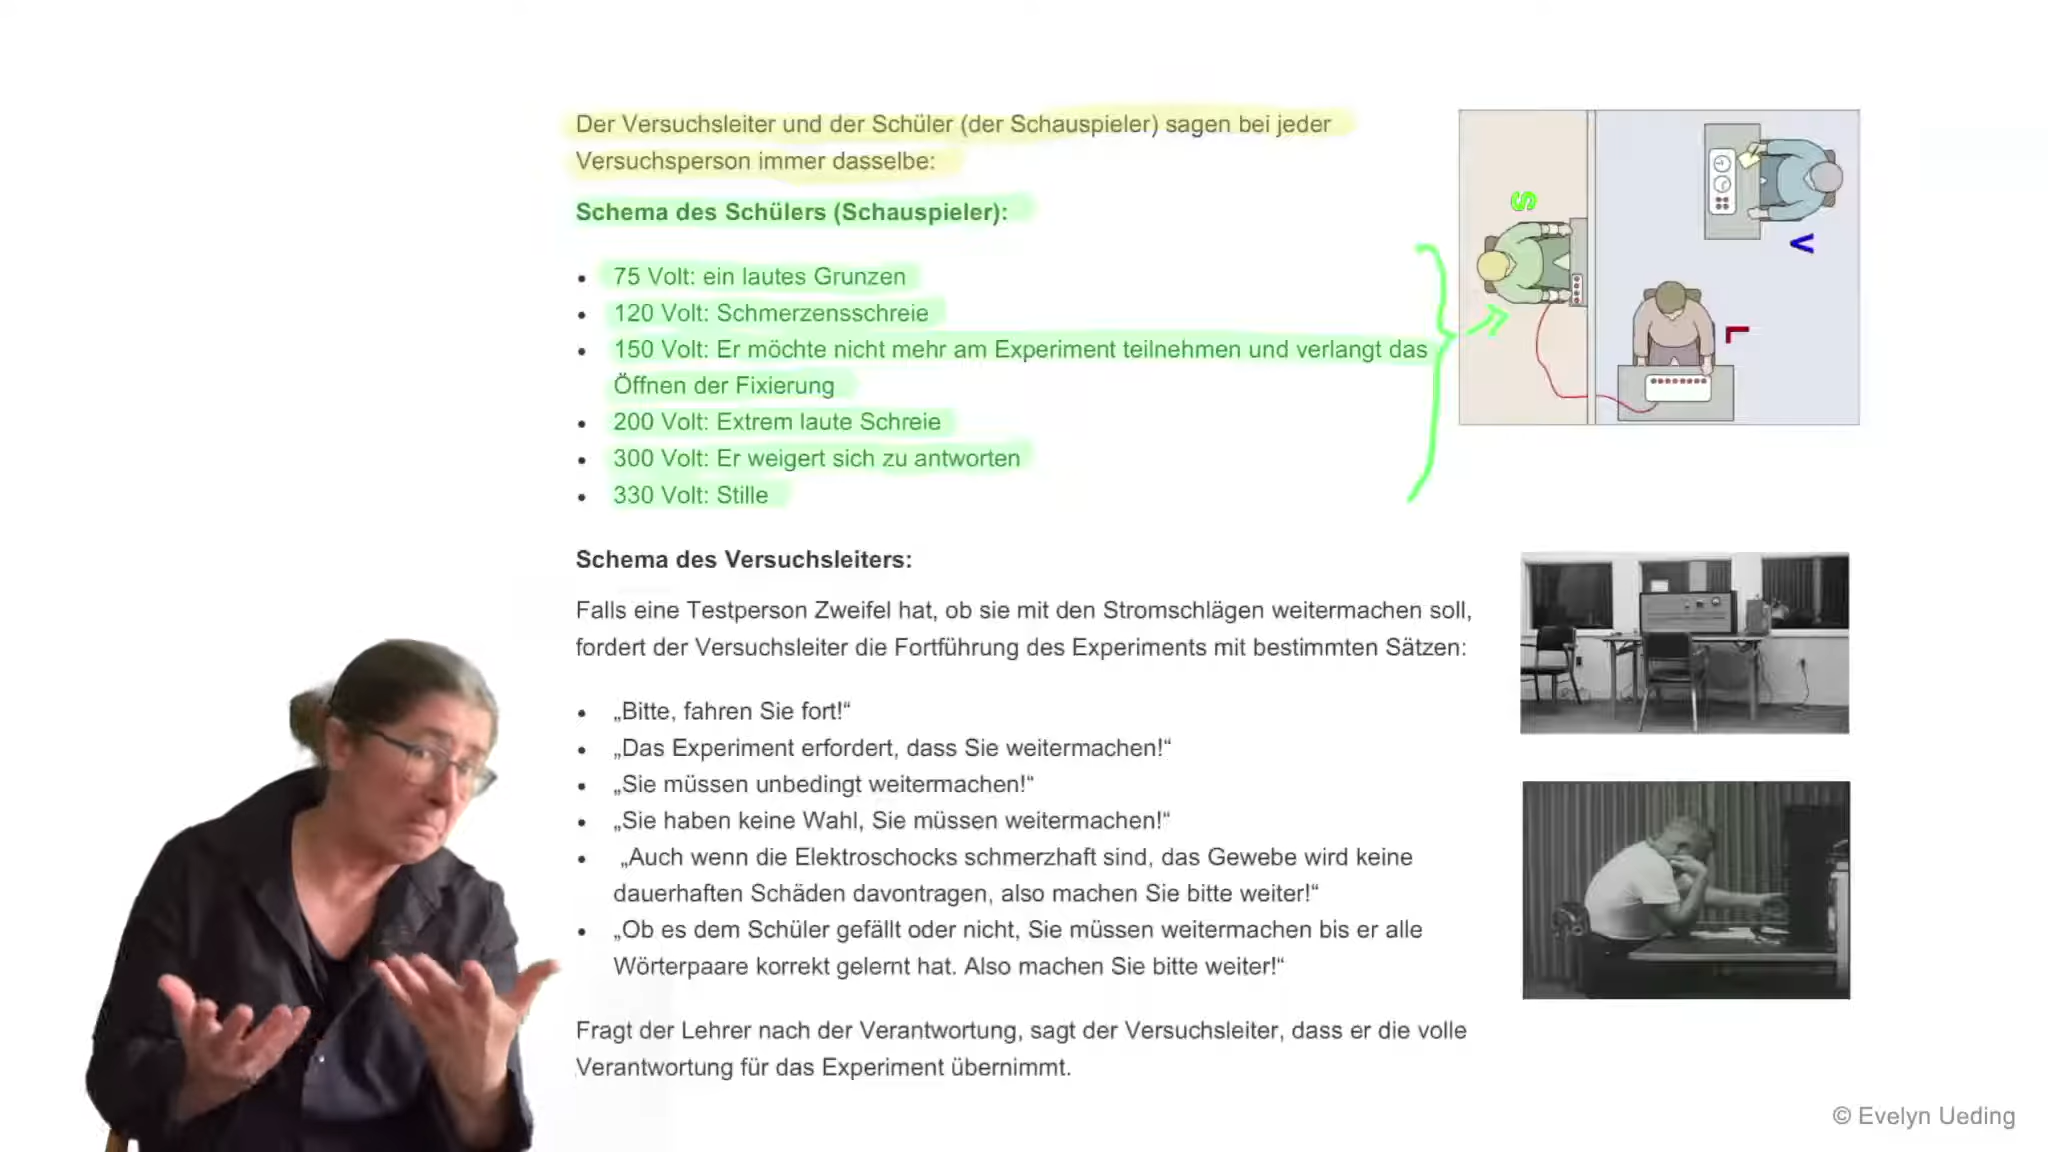 Der Versuchsleiter und der Schüler (der Schauspieler) sagen bei jeder
Versuchsperson immer dasselbe:
Schema des Schülers (Schauspieler):
• 75 Volt: ein lautes Grunzen
• 120 Volt: Schmerzensschreie
• 150 Volt: Er möchte nicht mehr am Experiment teilnehmen und verlangt das
Öffnen der Fixierung
• 200 Volt: Extrem laute Schreie
• 300 Volt: Er weigert sich zu antworten
• 330 Volt: Stille
S
V
L
Schema des Versuchsleiters:
Falls eine Testperson Zweifel hat, ob sie mit den Stromschlägen weitermachen soll,
fordert der Versuchsleiter die Fortführung des Experiments mit bestimmten Sätzen:
• „Bitte, fahren Sie fort!“
• „Das Experiment erfordert, dass Sie weitermachen!“
• „Sie müssen unbedingt weitermachen!“
• „Sie haben keine Wahl, Sie müssen weitermachen!“
• „Auch wenn die Elektroschocks schmerzhaft sind, das Gewebe wird keine
dauerhaften Schäden davontragen, also machen Sie bitte weiter!“
• „Ob es dem Schüler gefällt oder nicht, Sie müssen weitermachen bis er alle
Wörterpaare korrekt gelernt hat. Also machen Sie bitte weiter!“
Fragt der Lehrer nach der Verantwortung, sagt der Versuchsleiter, dass er die volle
Verantwortung für das Experiment übernimmt.
© Evelyn Ueding